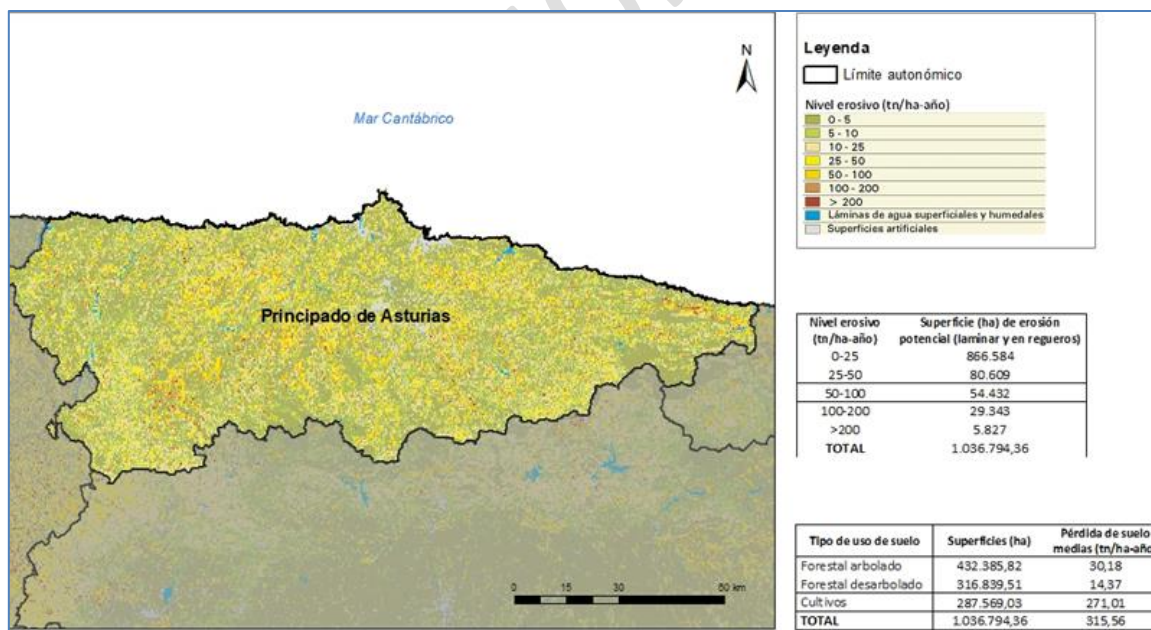 Leyenda
Límite autonómico
Nivel erosivo (tn/ha-año)
0 - 5
5 - 10
10 - 25
25 - 50
50 - 100
100 - 200
> 200
Láminas de agua superficiales y humedales
Superficies artificiales
N
Mar Cantábrico
Principado de Asturias
0 15 30 60 km
Nivel erosivo (tn/ha-año) Superficie (ha) de erosión potencial (laminar y en regueros)
0-25 866.584
25-50 80.609
50-100 54.432
100-200 29.343
>200 5.827
TOTAL 1.036.794,36
Tipo de uso de suelo Superficies (ha) Pérdida de suelo medias (tn/ha-año
Forestal arbolado 432.385,82 30,18
Forestal desarbolado 316.839,51 14,37
Cultivos 287.569,03 271,01
TOTAL 1.036.794,36 315,56